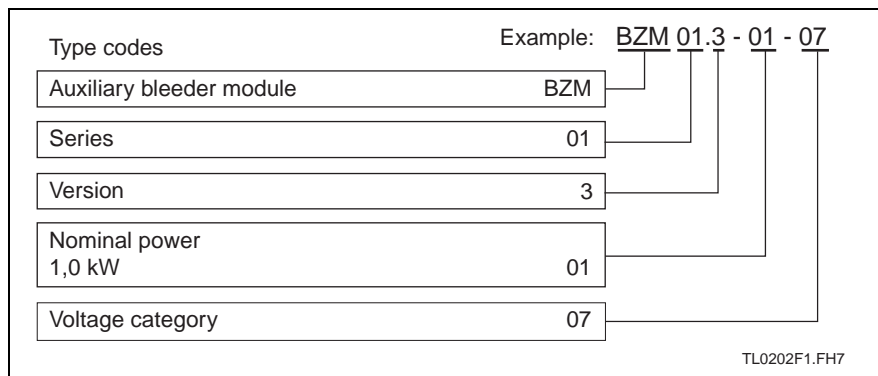 Type codes Example: BZM 01.3 - 01 - 07
Auxiliary bleeder module BZM
Series 01
Version 3
Nominal power
1,0 kW 01
Voltage category 07
TL0202F1.FH7